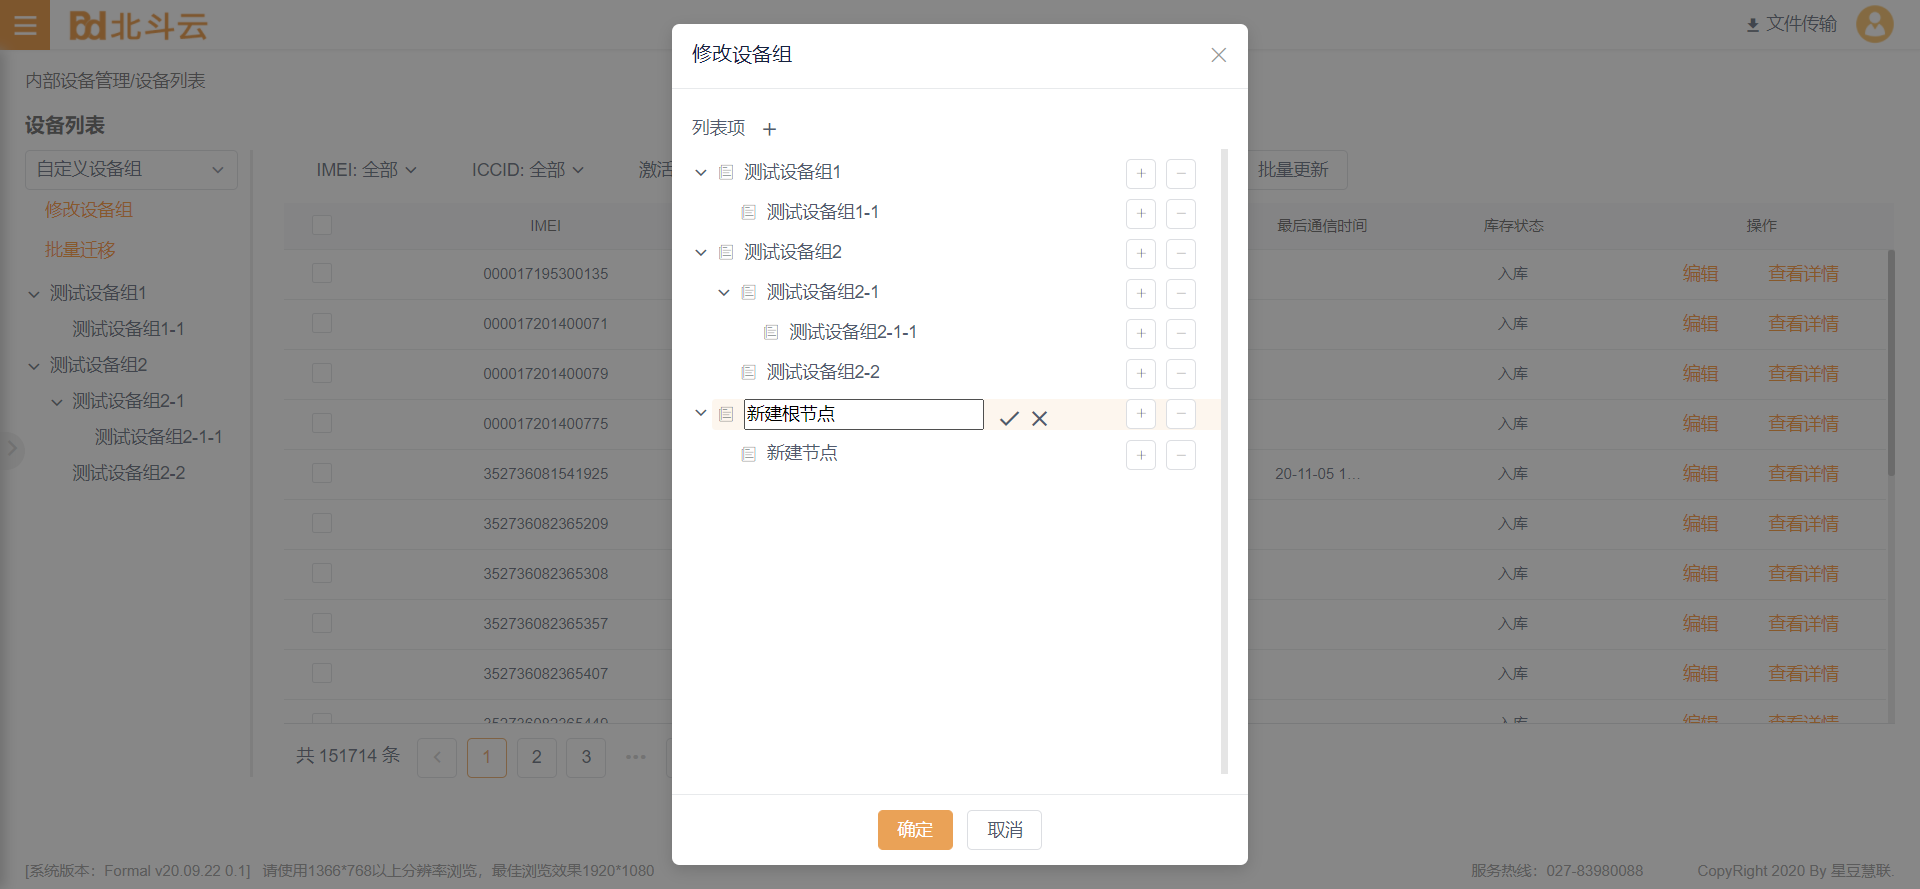 北斗云
文件传输
内部设备管理/设备列表
设备列表
自定义设备组
修改设备组
批量迁移
测试设备组1
测试设备组1-1
测试设备组2
测试设备组2-1
测试设备组2-1-1
测试设备组2-2
IMEI: 全部
ICCID: 全部
激活
批量更新
IMEI
最后通信时间
库存状态
操作
000017195300135
入库
编辑
查看详情
000017201400071
入库
编辑
查看详情
000017201400079
入库
编辑
查看详情
000017201400775
入库
编辑
查看详情
352736081541925
20-11-05 1...
入库
编辑
查看详情
352736082365209
入库
编辑
查看详情
352736082365308
入库
编辑
查看详情
352736082365357
入库
编辑
查看详情
352736082365407
入库
编辑
查看详情
352736082365449
入库
编辑
查看详情
共 151714 条
1
2
3
修改设备组
列表项
测试设备组1
测试设备组1-1
测试设备组2
测试设备组2-1
测试设备组2-1-1
测试设备组2-2
新建根节点
新建节点
确定
取消
[系统版本：Formal v20.09.22 0.1]
请使用1366*768以上分辨率浏览，最佳浏览效果1920*1080
服务热线：027-83980088
CopyRight 2020 By 星豆慧联.